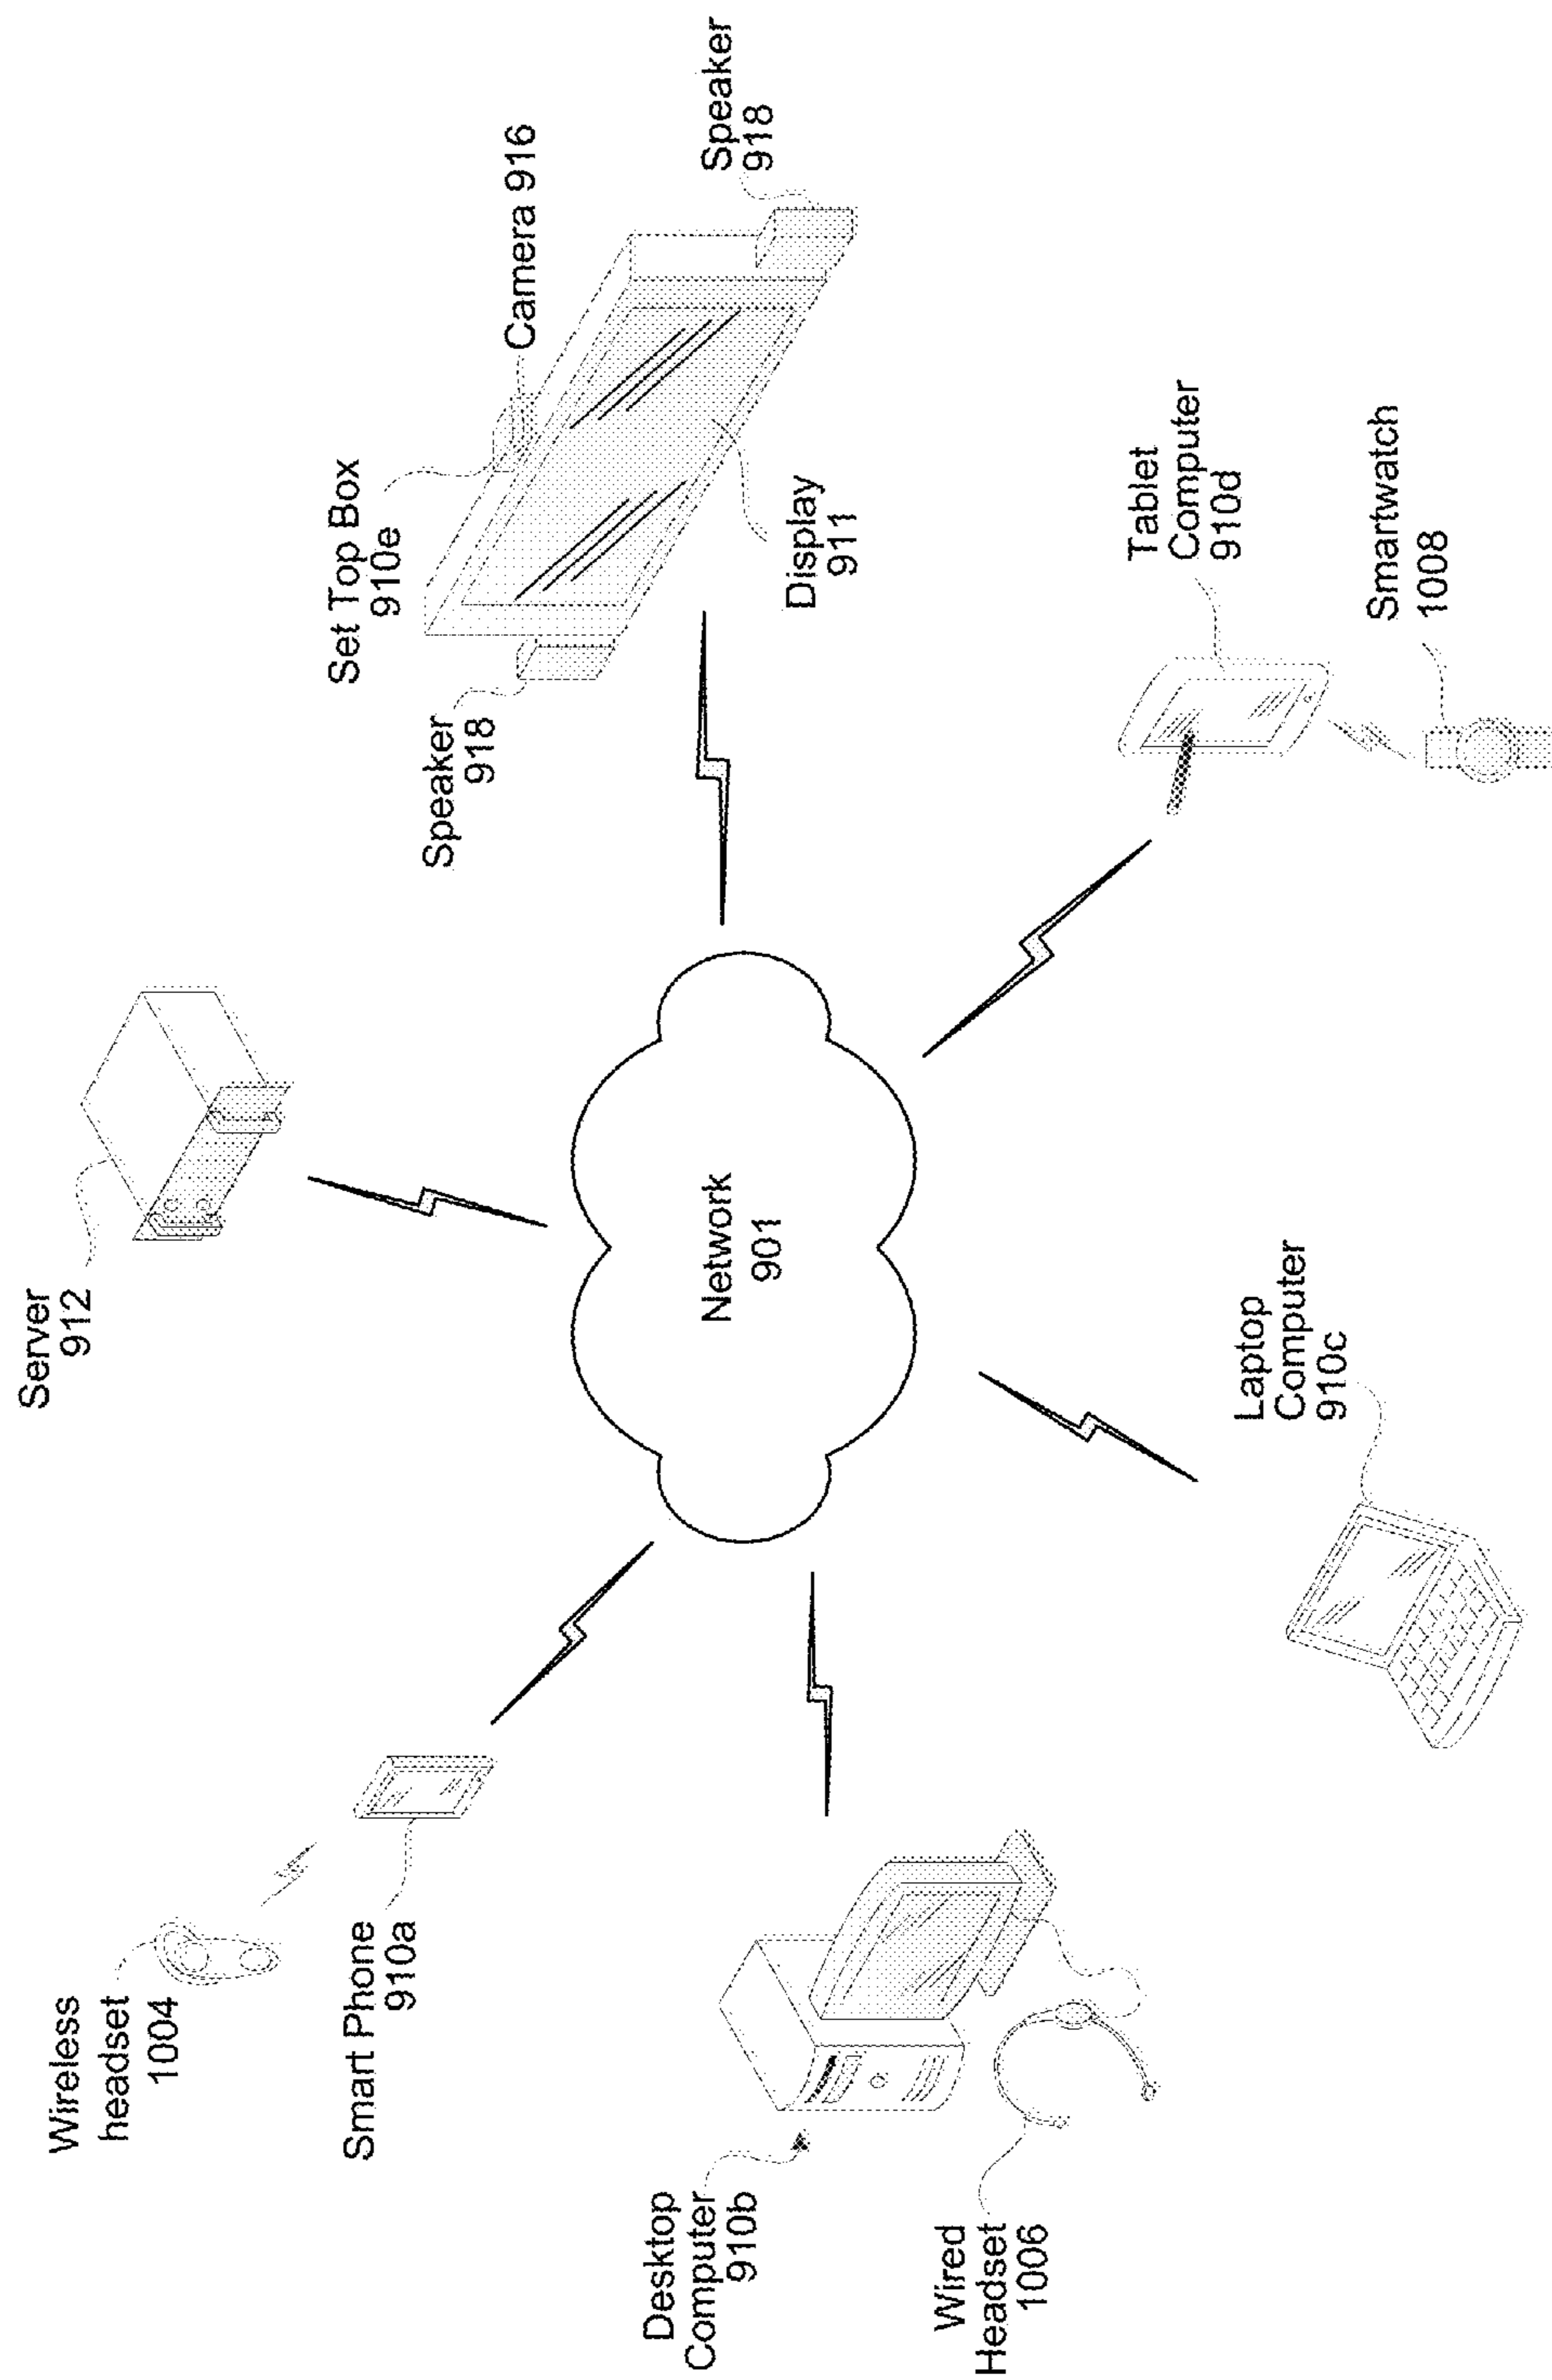 Wireless
headset
1004
Smart Phone
910a
Server
912
Set Top Box
910e
Camera 916
Speaker
918
Speaker
918
Display
911
Desktop
Computer
910b
Network
901
Wired
Headset
1006
Laptop
Computer
910c
Tablet
Computer
910d
Smartwatch
1008